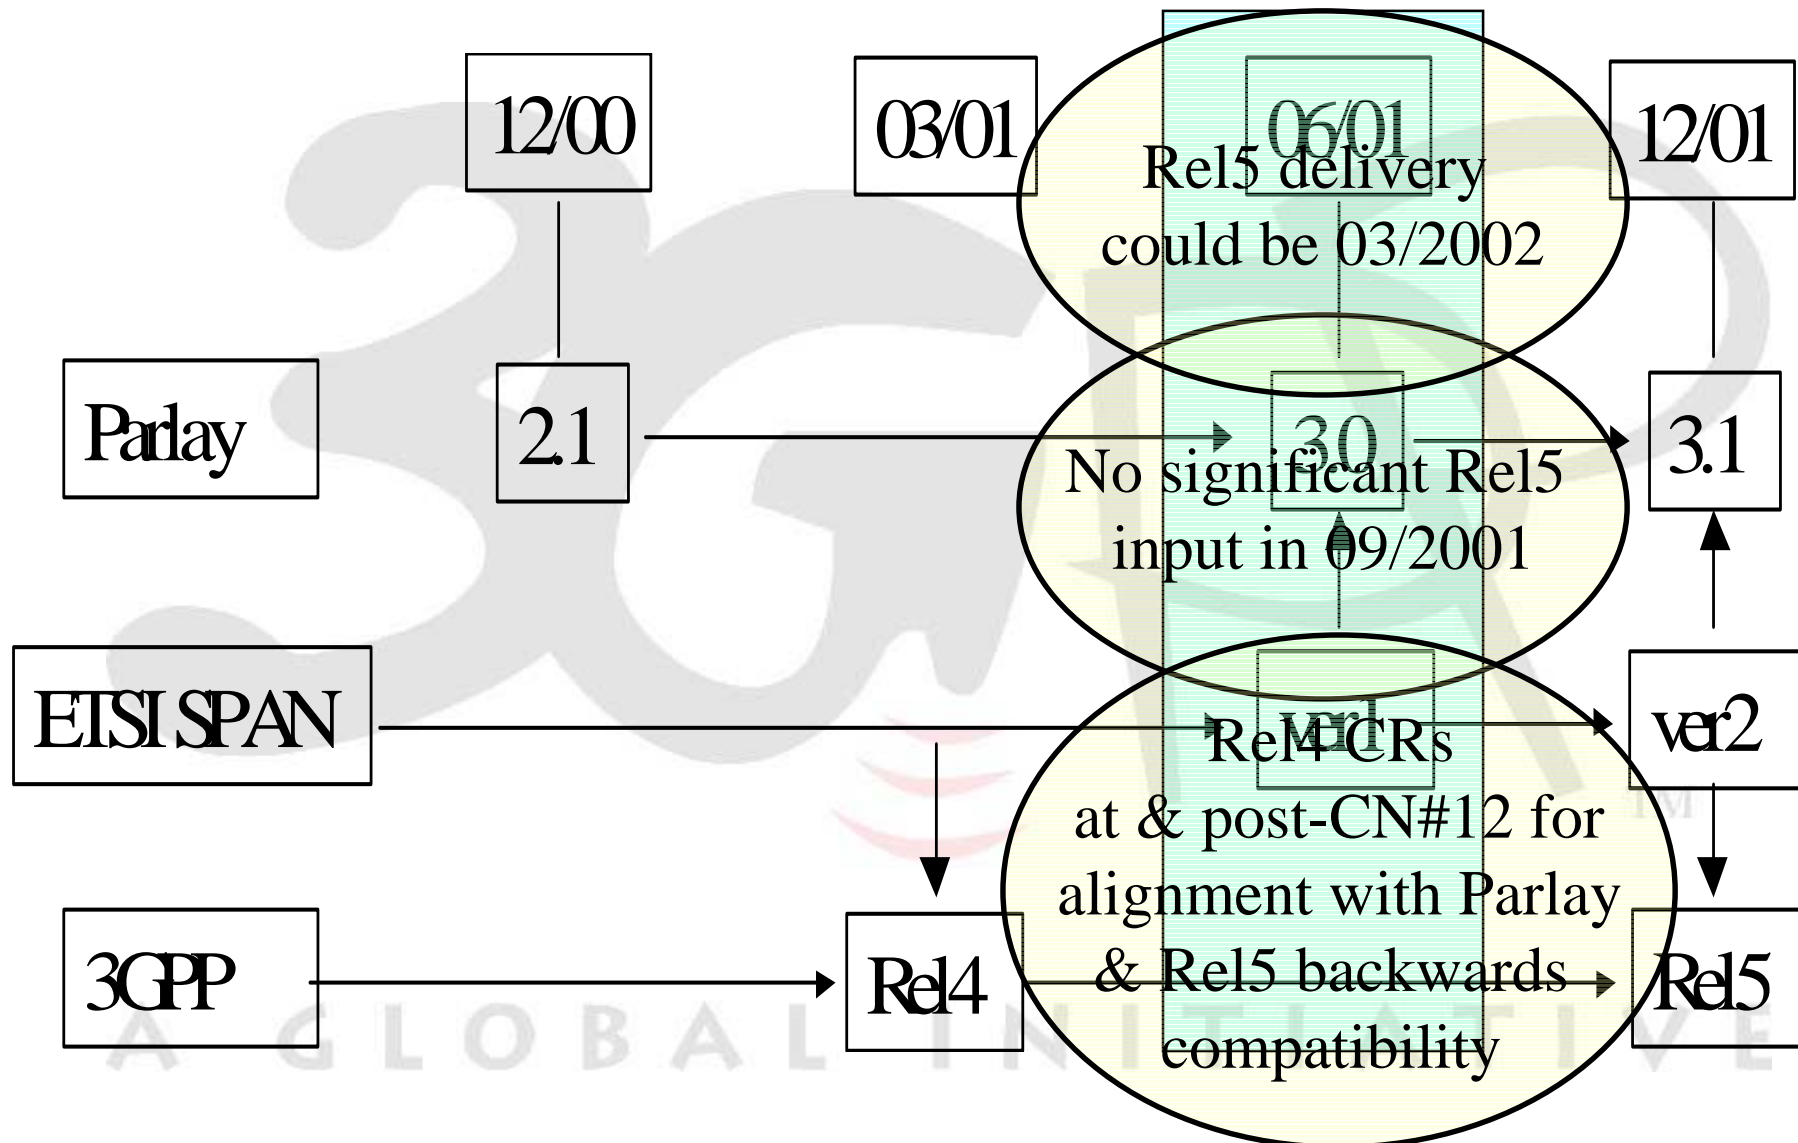 12/00
03/01
06/01
12/01
Rel5 delivery
could be 03/2002
Parlay
2.1
3.0
3.1
No significant Rel5
input in 09/2001
ETSI SPAN
ver1
ver2
Rel4 CRs
at & post-CN#12 for
alignment with Parlay
& Rel5 backwards
compatibility
3GPP
Rel4
Rel5
3GPP
TM
A GLOBAL INITIATIVE